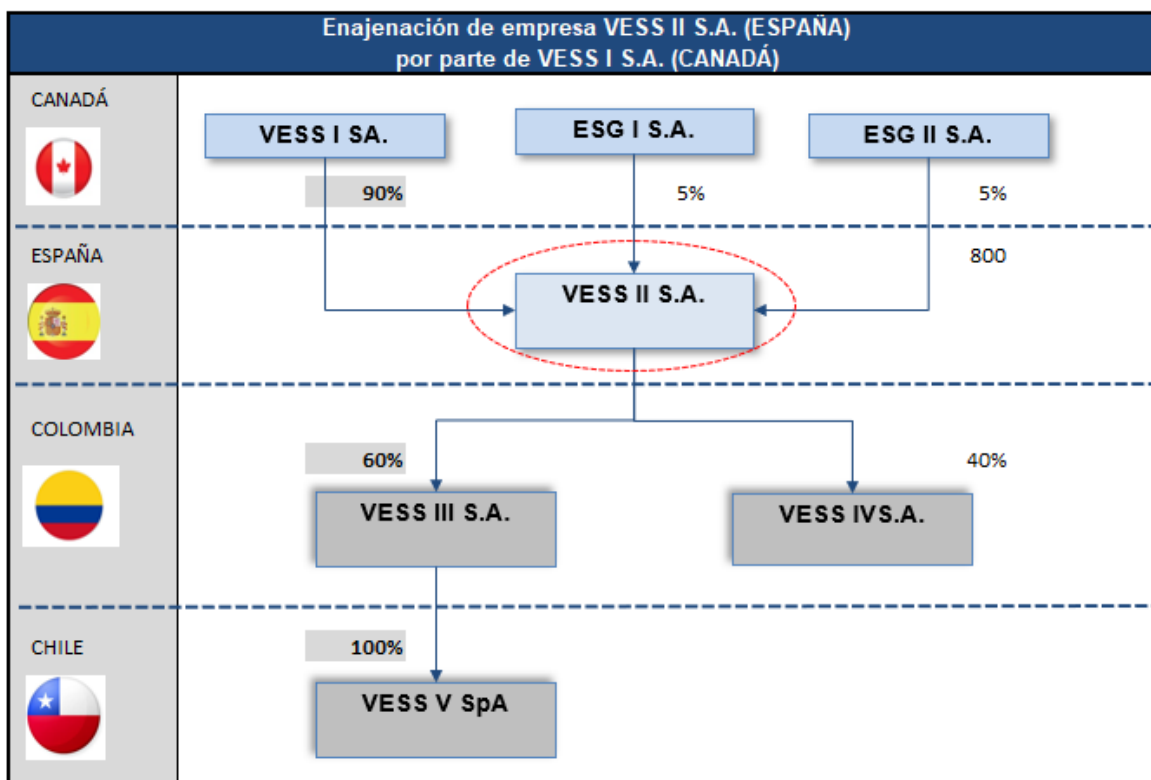 Enajenación de empresa VESS II S.A. (ESPAÑA)
por parte de VESS I S.A. (CANADÁ)
CANADÁ
VESS I SA.
ESG I S.A.
ESG II S.A.
90%
5%
5%
ESPAÑA
800
VESS II S.A.
COLOMBIA
60%
40%
VESS III S.A.
VESS IVS.A.
CHILE
100%
VESS V SpA